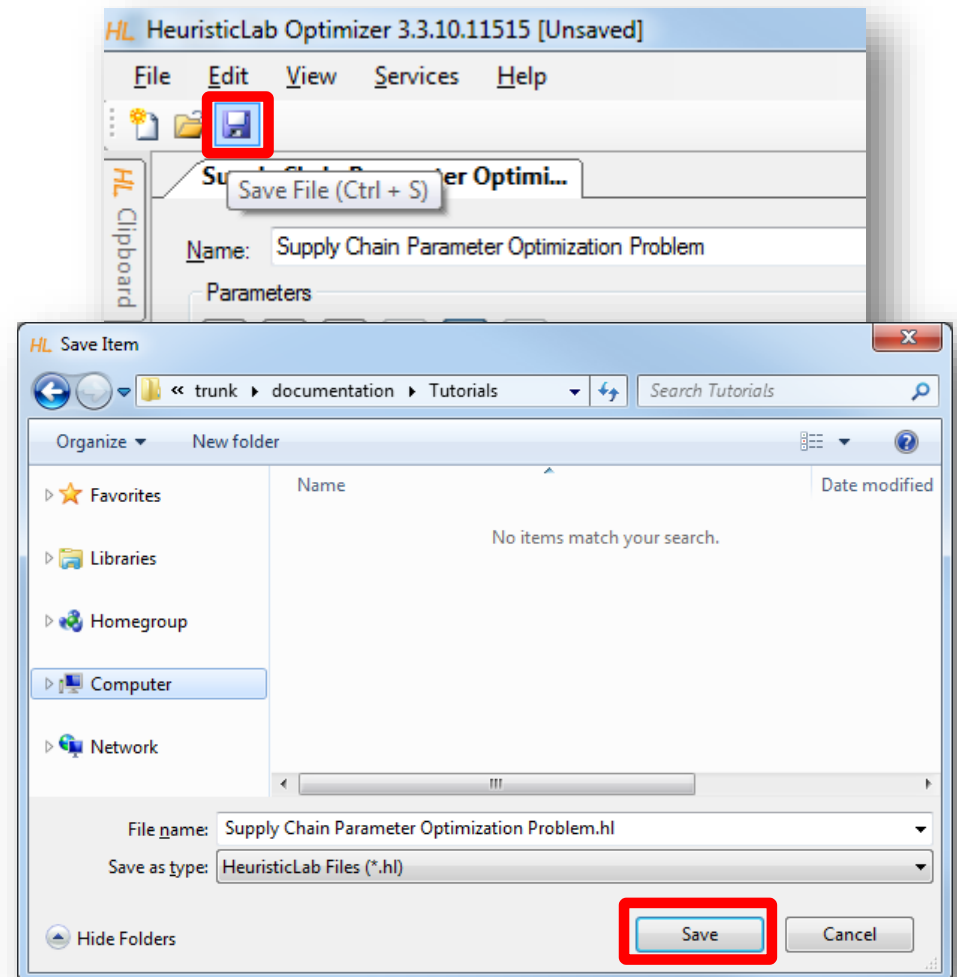 HL HeuristicLab Optimizer 3.3.10.11515 [Unsaved]
File Edit View Services Help
Save File (Ctrl + S)
er Optimi...
HL Clipboard
Name: Supply Chain Parameter Optimization Problem
Parameters
HL Save Item
« trunk documentation Tutorials Search Tutorials
Organize New folder
Name Date modified
Favorites
No items match your search.
Libraries
Homegroup
Computer
Network
File name: Supply Chain Parameter Optimization Problem.hl
Save as type: HeuristicLab Files (*.hl)
Hide Folders Save Cancel